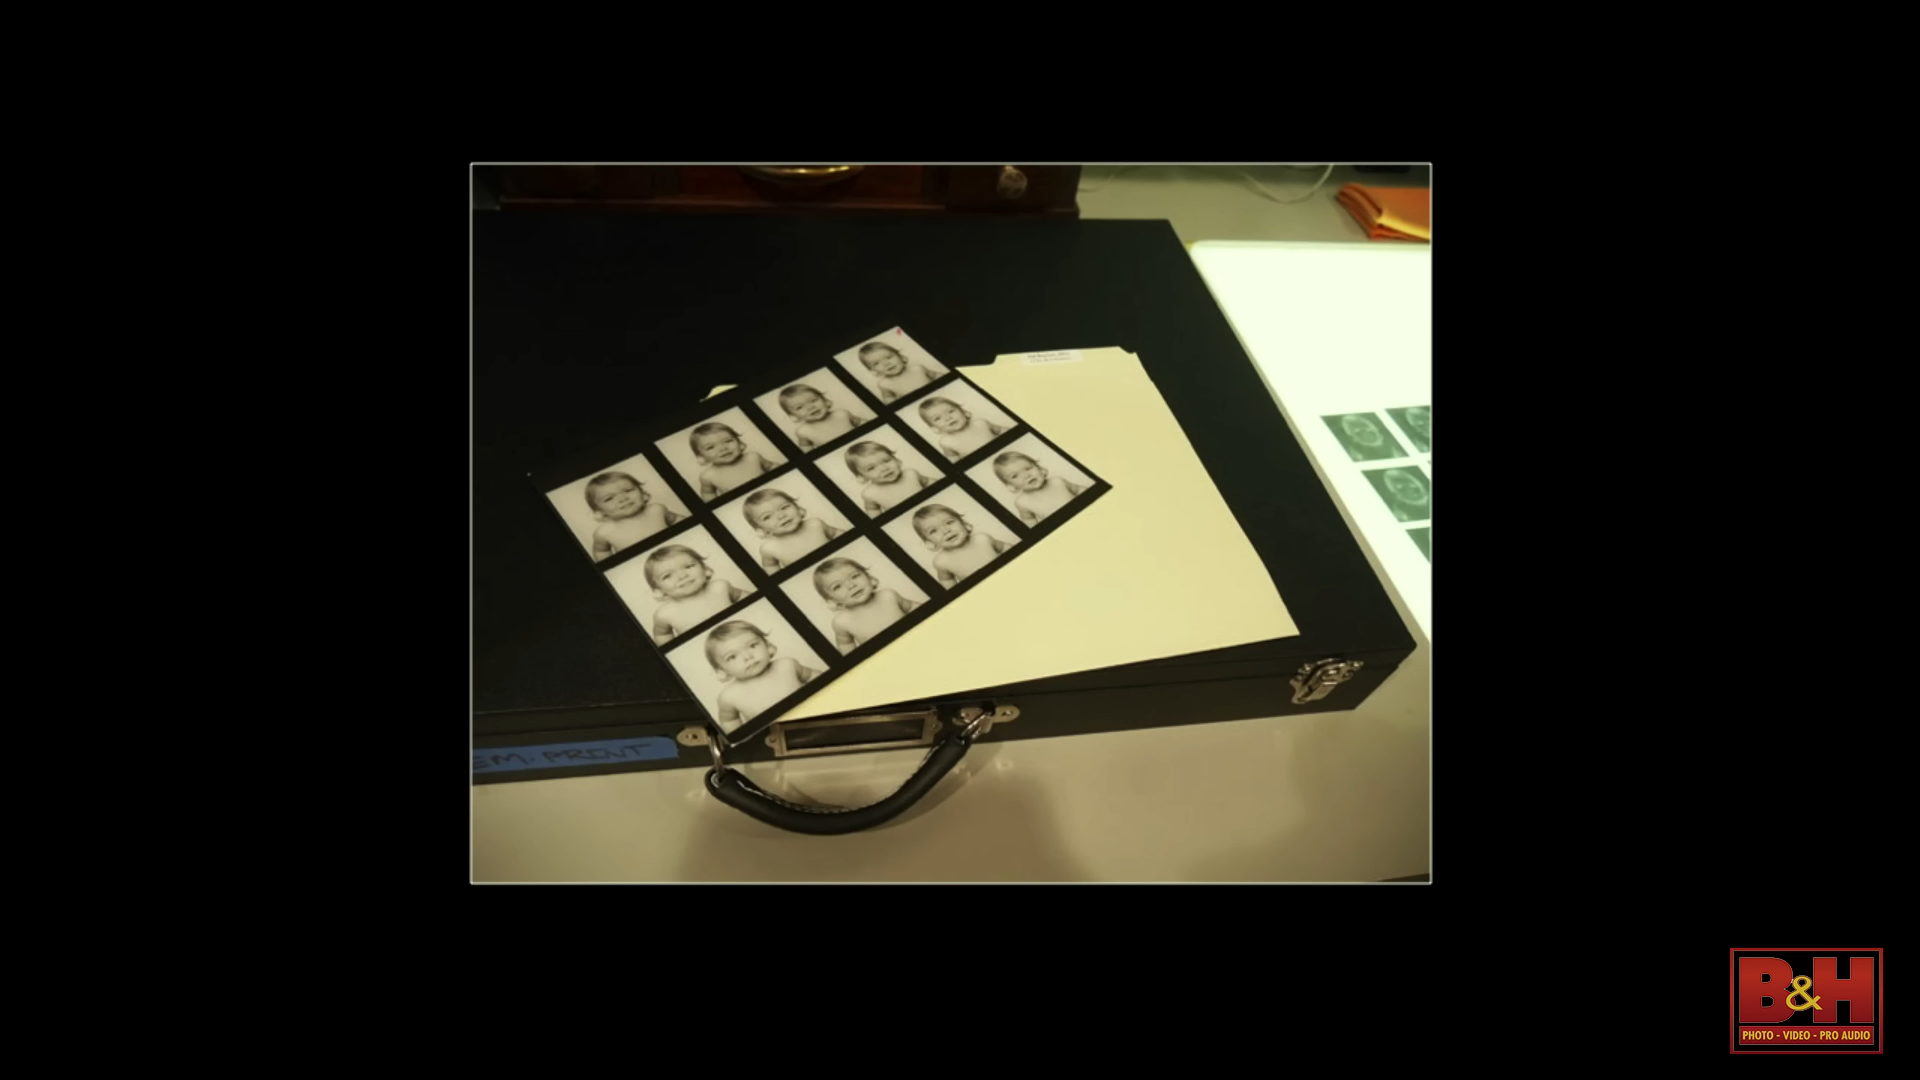 EM. PRINT
B&H
PHOTO - VIDEO - PRO AUDIO